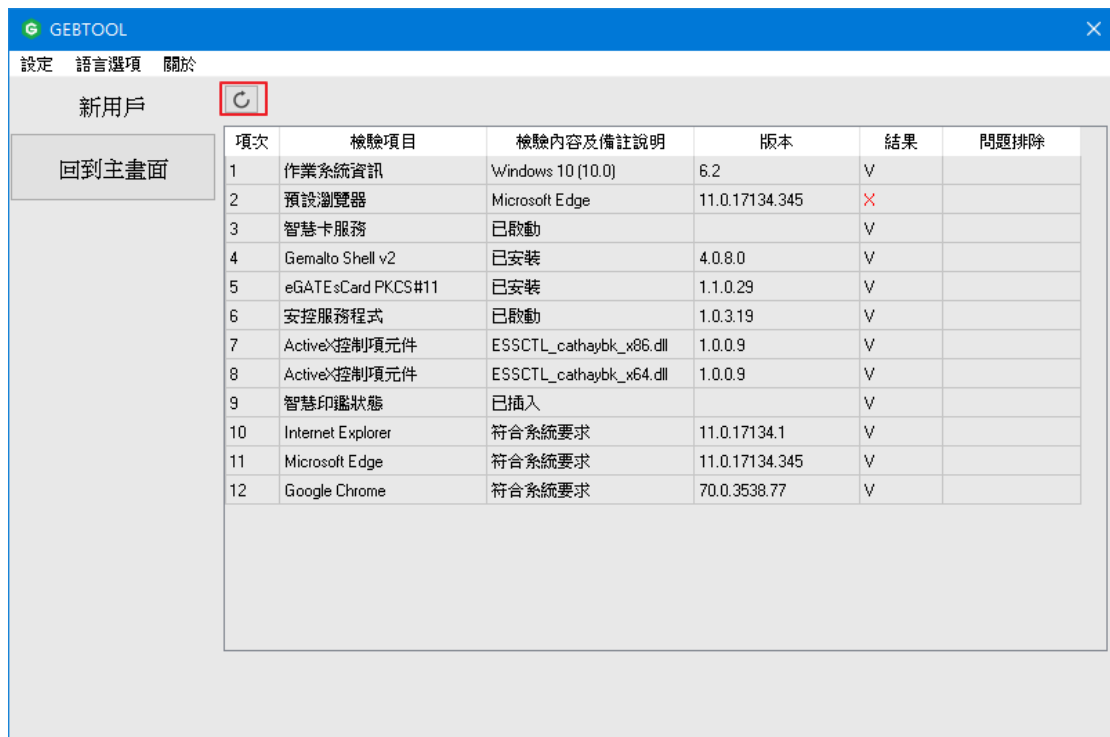 GEBTOOL
設定 語言選項 關於
新用戶
回到主畫面
項次 檢驗項目 檢驗內容及備註說明 版本 結果 問題排除
1 作業系統資訊 Windows 10 (10.0) 6.2 V
2 預設瀏覽器 Microsoft Edge 11.0.17134.345 X
3 智慧卡服務 已啟動 V
4 Gemalto Shell v2 已安裝 4.0.8.0 V
5 eGATEsCard PKCS#11 已安裝 1.1.0.29 V
6 安控服務程式 已啟動 1.0.3.19 V
7 ActiveX控制項元件 ESSCTL_cathaybk_x86.dll 1.0.0.9 V
8 ActiveX控制項元件 ESSCTL_cathaybk_x64.dll 1.0.0.9 V
9 智慧印鑑狀態 已插入 V
10 Internet Explorer 符合系統要求 11.0.17134.1 V
11 Microsoft Edge 符合系統要求 11.0.17134.345 V
12 Google Chrome 符合系統要求 70.0.3538.77 V